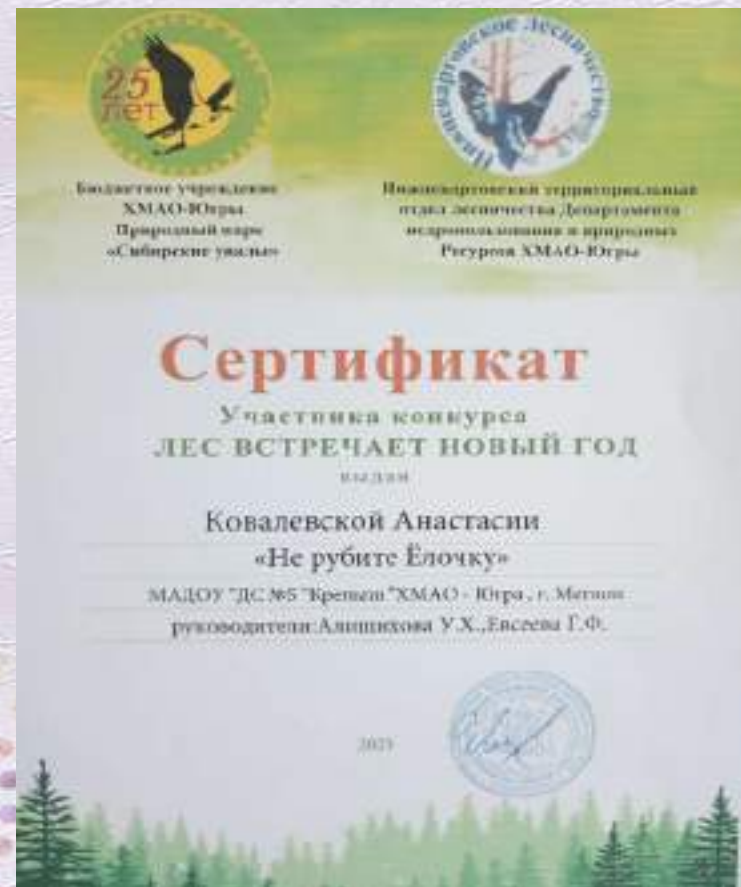 25
лет
Нижневартовское лесничество
Бюджетное учреждение
ХМАО-Югры
Природный парк
«Сибирские увалы»
Нижневартовский территориальный
отдел лесничества Департамента
недропользования и природных
Ресурсов ХМАО-Югры
Сертификат
Участника конкурса
ЛЕС ВСТРЕЧАЕТ НОВЫЙ ГОД
выдан
Ковалевской Анастасии
«Не рубите Ёлочку»
МАДОУ "ДС №5 "Крепыш" ХМАО - Югра, г. Мегион
руководители: Алишихова У.Х., Евсеева Г.Ф.